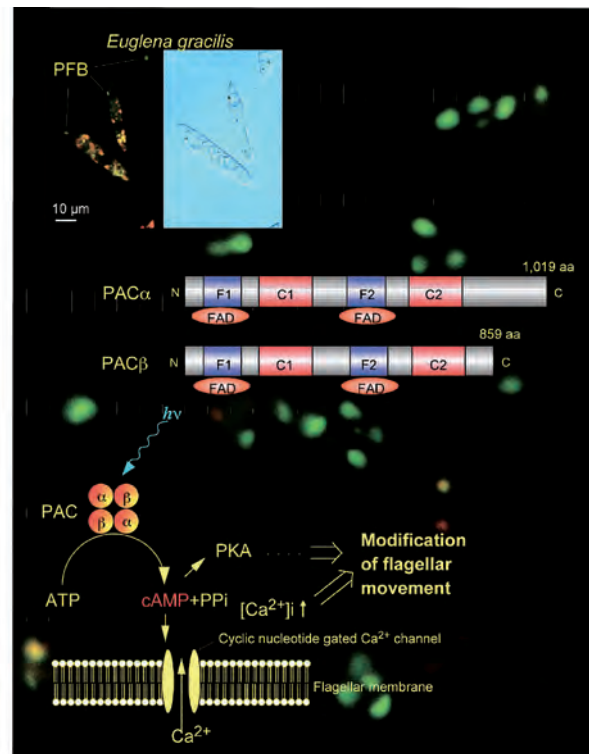 Euglena gracilis
PFB
10 µm
1,019 aa
PACα N F1 C1 F2 C2 C
FAD FAD
859 aa
PACβ N F1 C1 F2 C2 C
FAD FAD
hν
PAC
α β
β α
PKA
Modification
of flagellar
movement
ATP
cAMP+PPi
[Ca²⁺]i ↑
Cyclic nucleotide gated Ca²⁺ channel
Flagellar membrane
Ca²⁺